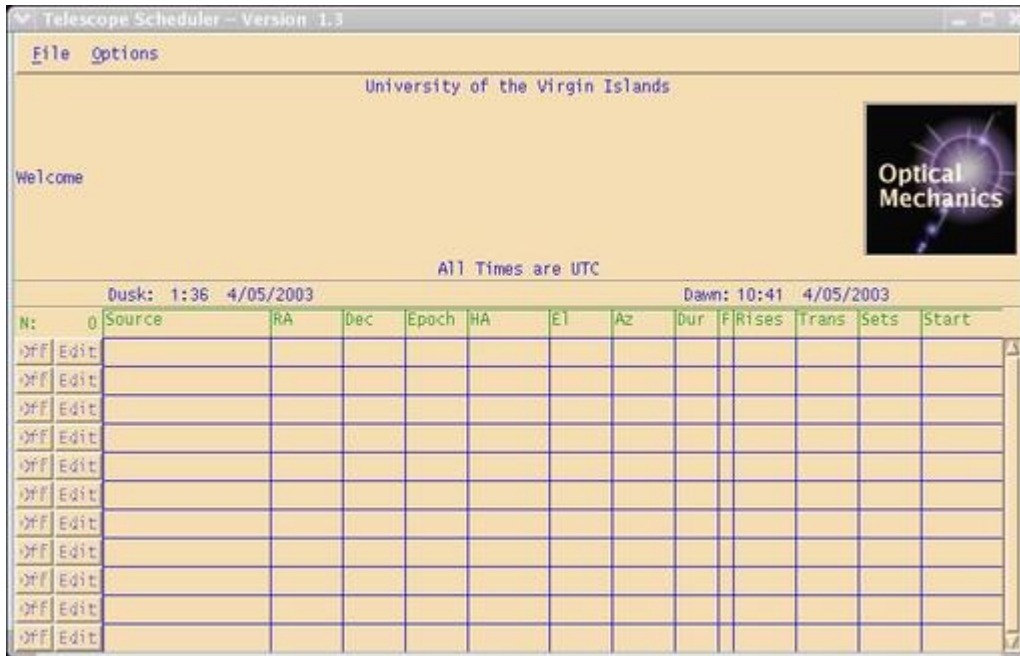 Telescope Scheduler – Version 1.3
File Options
University of the Virgin Islands
Welcome
Optical
Mechanics
All Times are UTC
Dusk: 1:36 4/05/2003 Dawn: 10:41 4/05/2003
N: 0 Source RA Dec Epoch HA El Az Dur F Rises Trans Sets Start
Off Edit
Off Edit
Off Edit
Off Edit
Off Edit
Off Edit
Off Edit
Off Edit
Off Edit
Off Edit
Off Edit